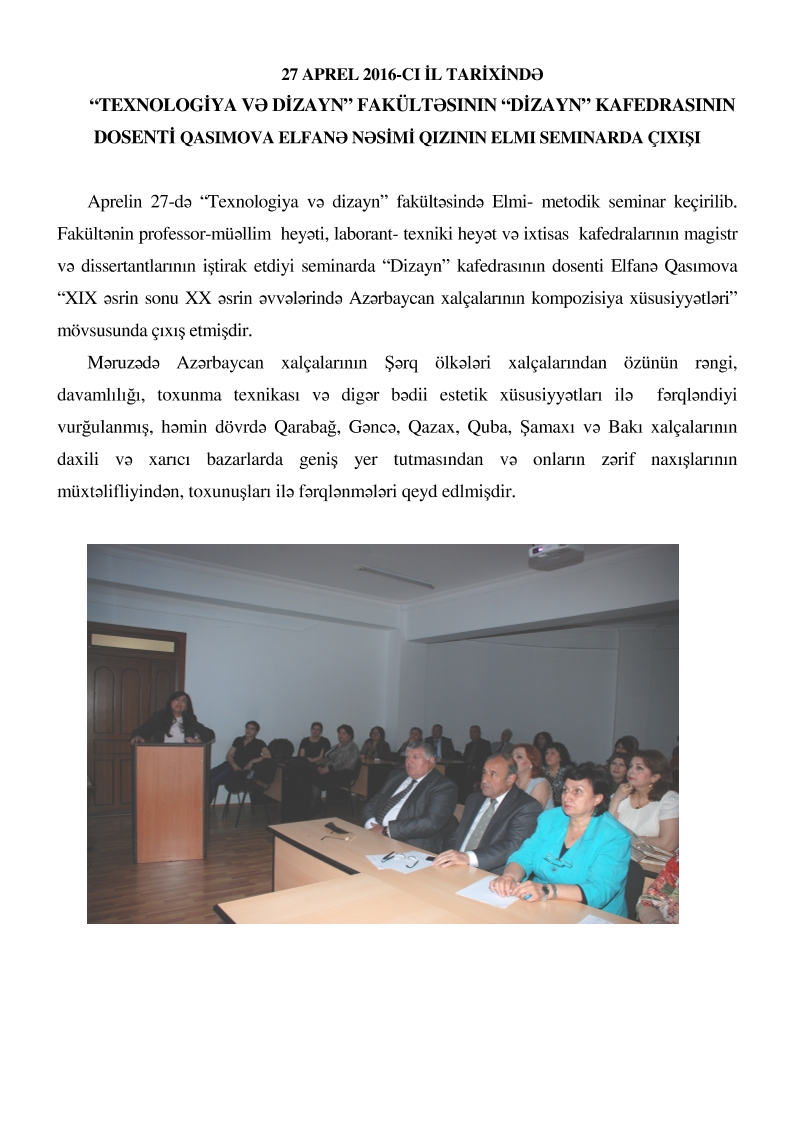 27 APREL 2016-CI İL TARİXİNDƏ
“TEXNOLOGİYA VƏ DİZAYN” FAKÜLTƏSININ “DİZAYN” KAFEDRASININ
DOSENTİ QASIMOVA ELFANƏ NƏSİMİ QIZININ ELMI SEMINARDA ÇIXIŞI
Aprelin 27-də “Texnologiya və dizayn” fakültəsində Elmi- metodik seminar keçirilib.
Fakültənin professor-müəllim heyəti, laborant- texniki heyət və ixtisas kafedralarının magistr
və dissertantlarının iştirak etdiyi seminarda “Dizayn” kafedrasının dosenti Elfanə Qasımova
“XIX əsrin sonu XX əsrin əvvələrində Azərbaycan xalçalarının kompozisiya xüsusiyyətləri”
mövsusunda çıxış etmişdir.
Məruzədə Azərbaycan xalçalarının Şərq ölkələri xalçalarından özünün rəngi,
davamlılığı, toxunma texnikası və digər bədii estetik xüsusiyyətları ilə fərqləndiyi
vurğulanmış, həmin dövrdə Qarabağ, Gəncə, Qazax, Quba, Şamaxı və Bakı xalçalarının
daxili və xarıcı bazarlarda geniş yer tutmasından və onların zərif naxışlarının
müxtəlifliyindən, toxunuşları ilə fərqlənmələri qeyd edlmişdir.